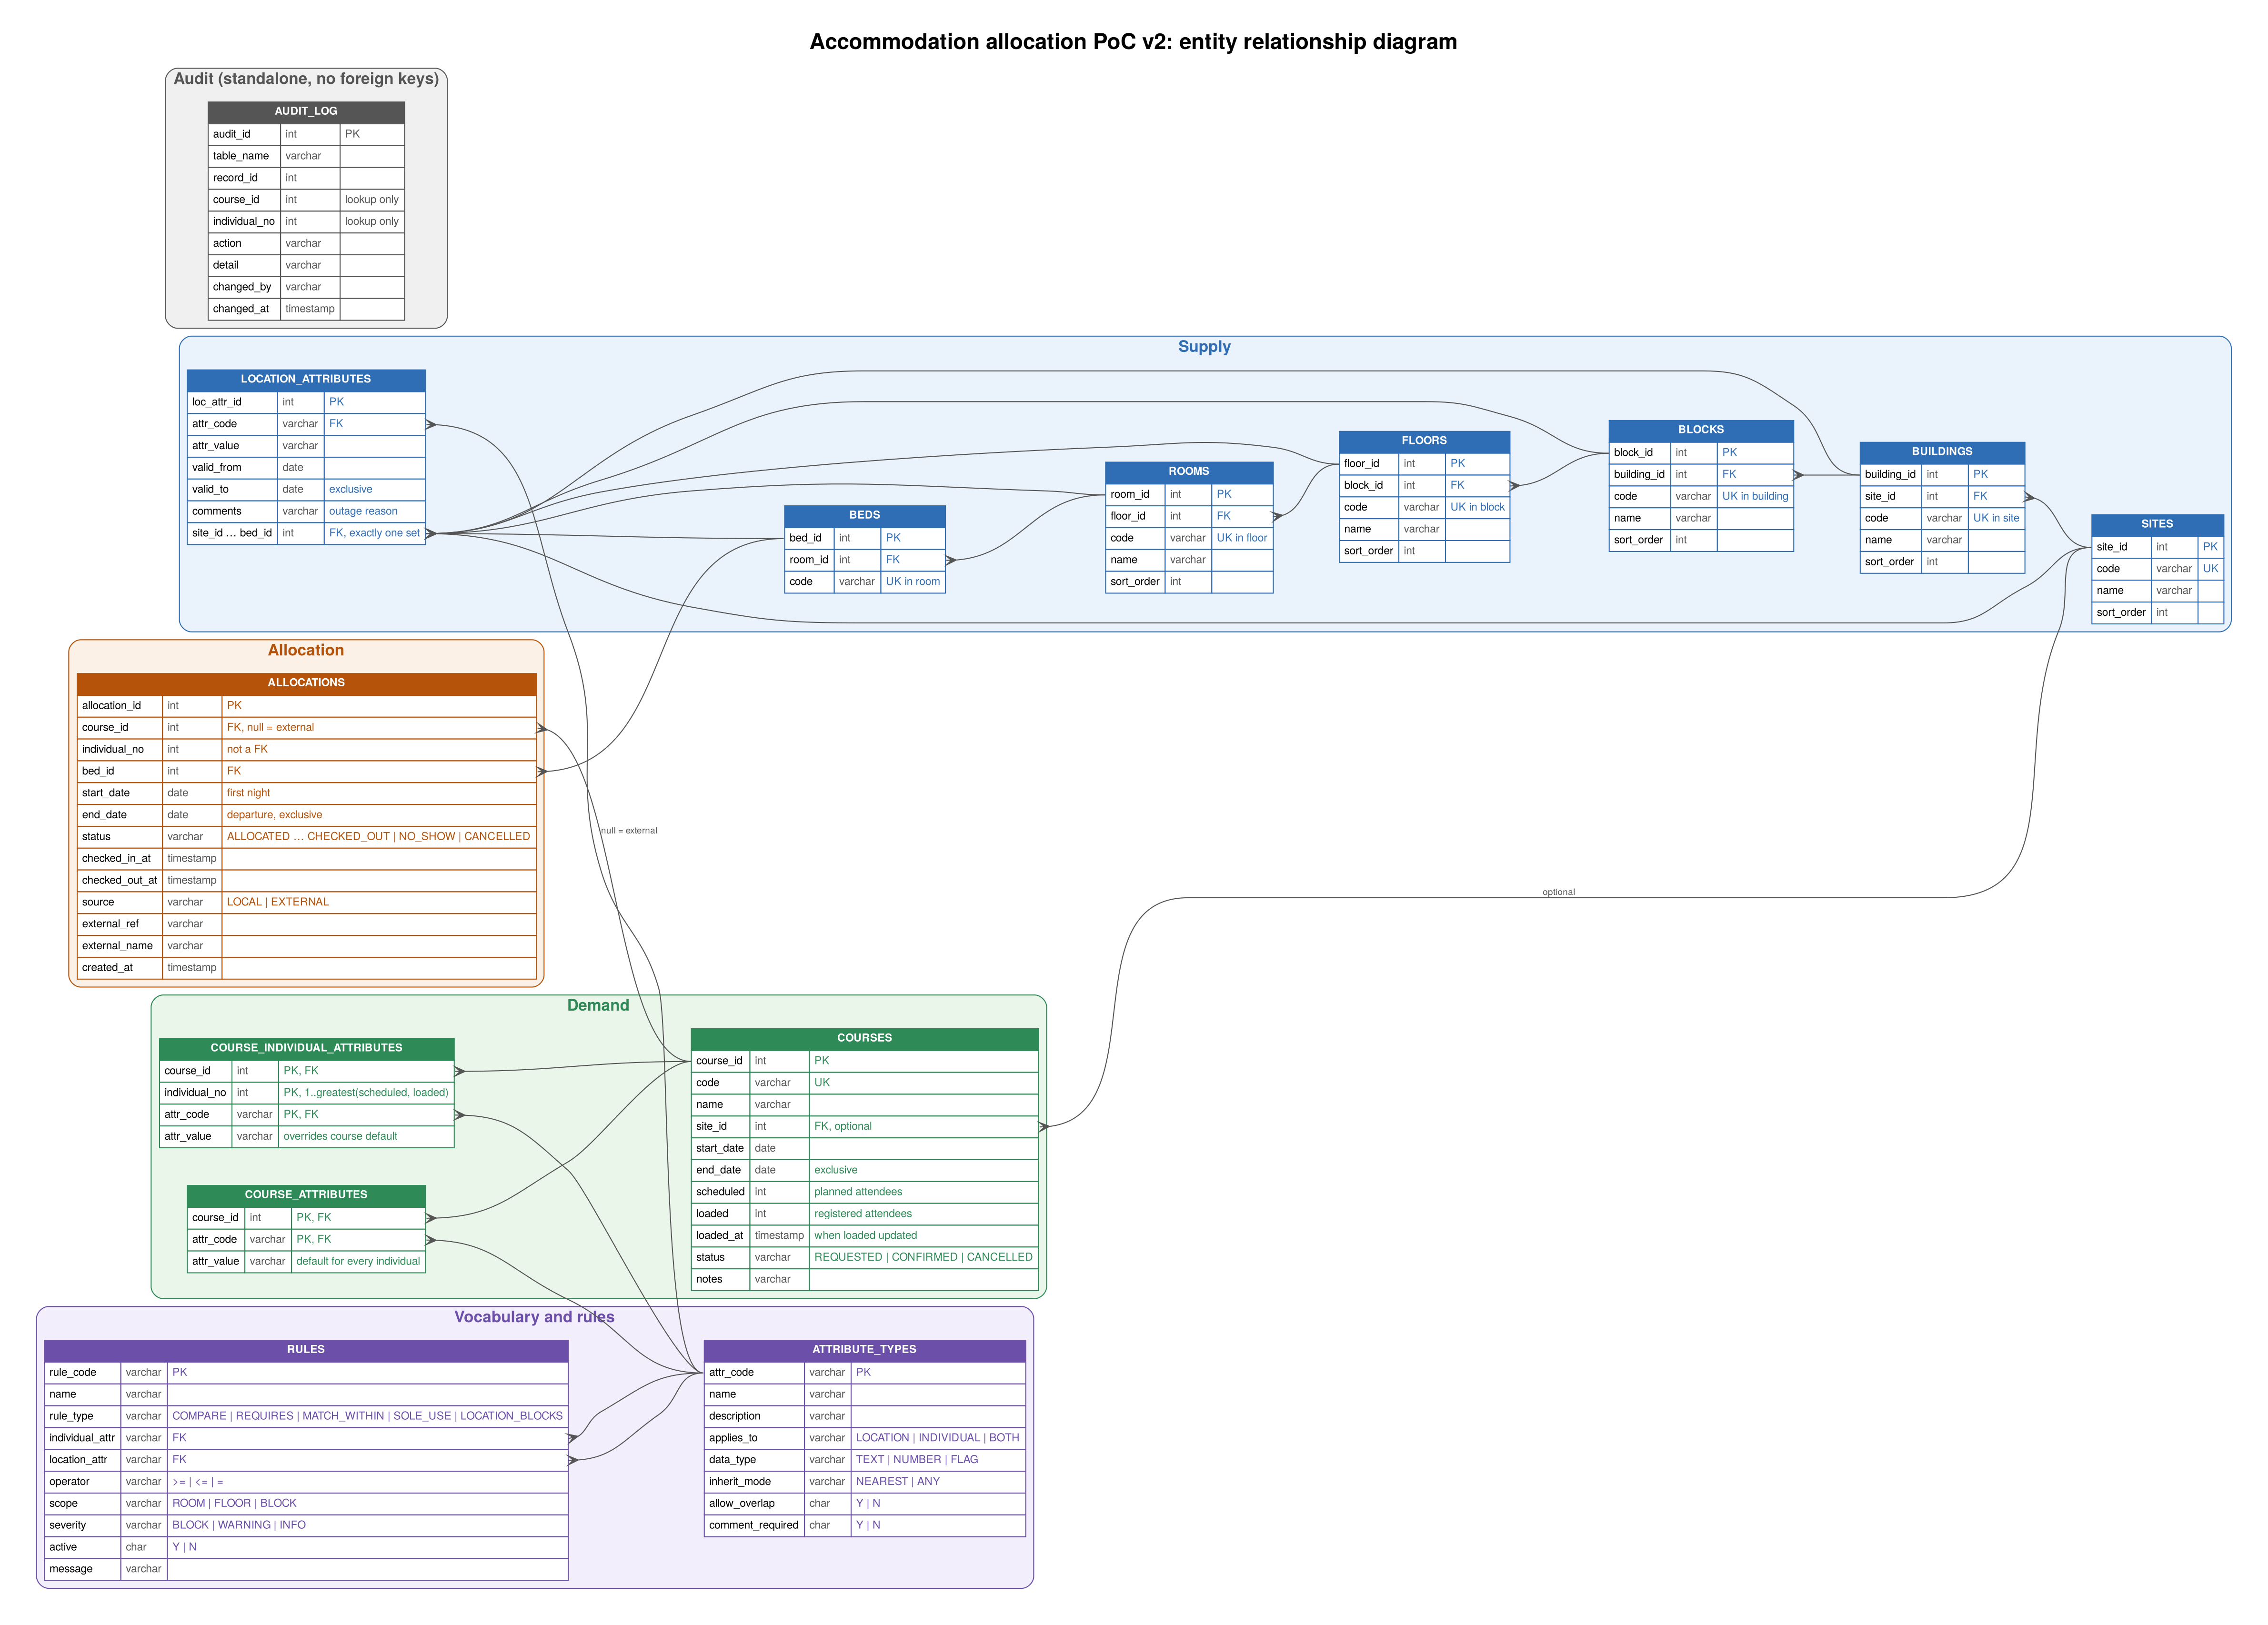 Accommodation allocation PoC v2: entity relationship diagram
Audit (standalone, no foreign keys)
AUDIT_LOG
audit_id int PK
table_name varchar
record_id int
course_id int lookup only
individual_no int lookup only
action varchar
detail varchar
changed_by varchar
changed_at timestamp
Supply
LOCATION_ATTRIBUTES
loc_attr_id int PK
attr_code varchar FK
attr_value varchar
valid_from date
valid_to date exclusive
comments varchar outage reason
site_id … bed_id int FK, exactly one set
BEDS
bed_id int PK
room_id int FK
code varchar UK in room
ROOMS
room_id int PK
floor_id int FK
code varchar UK in floor
name varchar
sort_order int
FLOORS
floor_id int PK
block_id int FK
code varchar UK in block
name varchar
sort_order int
BLOCKS
block_id int PK
building_id int FK
code varchar UK in building
name varchar
sort_order int
BUILDINGS
building_id int PK
site_id int FK
code varchar UK in site
name varchar
sort_order int
SITES
site_id int PK
code varchar UK
name varchar
sort_order int
Allocation
ALLOCATIONS
allocation_id int PK
course_id int FK, null = external
individual_no int not a FK
bed_id int FK
start_date date first night
end_date date departure, exclusive
status varchar ALLOCATED … CHECKED_OUT | NO_SHOW | CANCELLED
checked_in_at timestamp
checked_out_at timestamp
source varchar LOCAL | EXTERNAL
external_ref varchar
external_name varchar
created_at timestamp
null = external
optional
Demand
COURSE_INDIVIDUAL_ATTRIBUTES
course_id int PK, FK
individual_no int PK, 1..greatest(scheduled, loaded)
attr_code varchar PK, FK
attr_value varchar overrides course default
COURSE_ATTRIBUTES
course_id int PK, FK
attr_code varchar PK, FK
attr_value varchar default for every individual
COURSES
course_id int PK
code varchar UK
name varchar
site_id int FK, optional
start_date date
end_date date exclusive
scheduled int planned attendees
loaded int registered attendees
loaded_at timestamp when loaded updated
status varchar REQUESTED | CONFIRMED | CANCELLED
notes varchar
Vocabulary and rules
RULES
rule_code varchar PK
name varchar
rule_type varchar COMPARE | REQUIRES | MATCH_WITHIN | SOLE_USE | LOCATION_BLOCKS
individual_attr varchar FK
location_attr varchar FK
operator varchar >= | <= | =
scope varchar ROOM | FLOOR | BLOCK
severity varchar BLOCK | WARNING | INFO
active char Y | N
message varchar
ATTRIBUTE_TYPES
attr_code varchar PK
name varchar
description varchar
applies_to varchar LOCATION | INDIVIDUAL | BOTH
data_type varchar TEXT | NUMBER | FLAG
inherit_mode varchar NEAREST | ANY
allow_overlap char Y | N
comment_required char Y | N